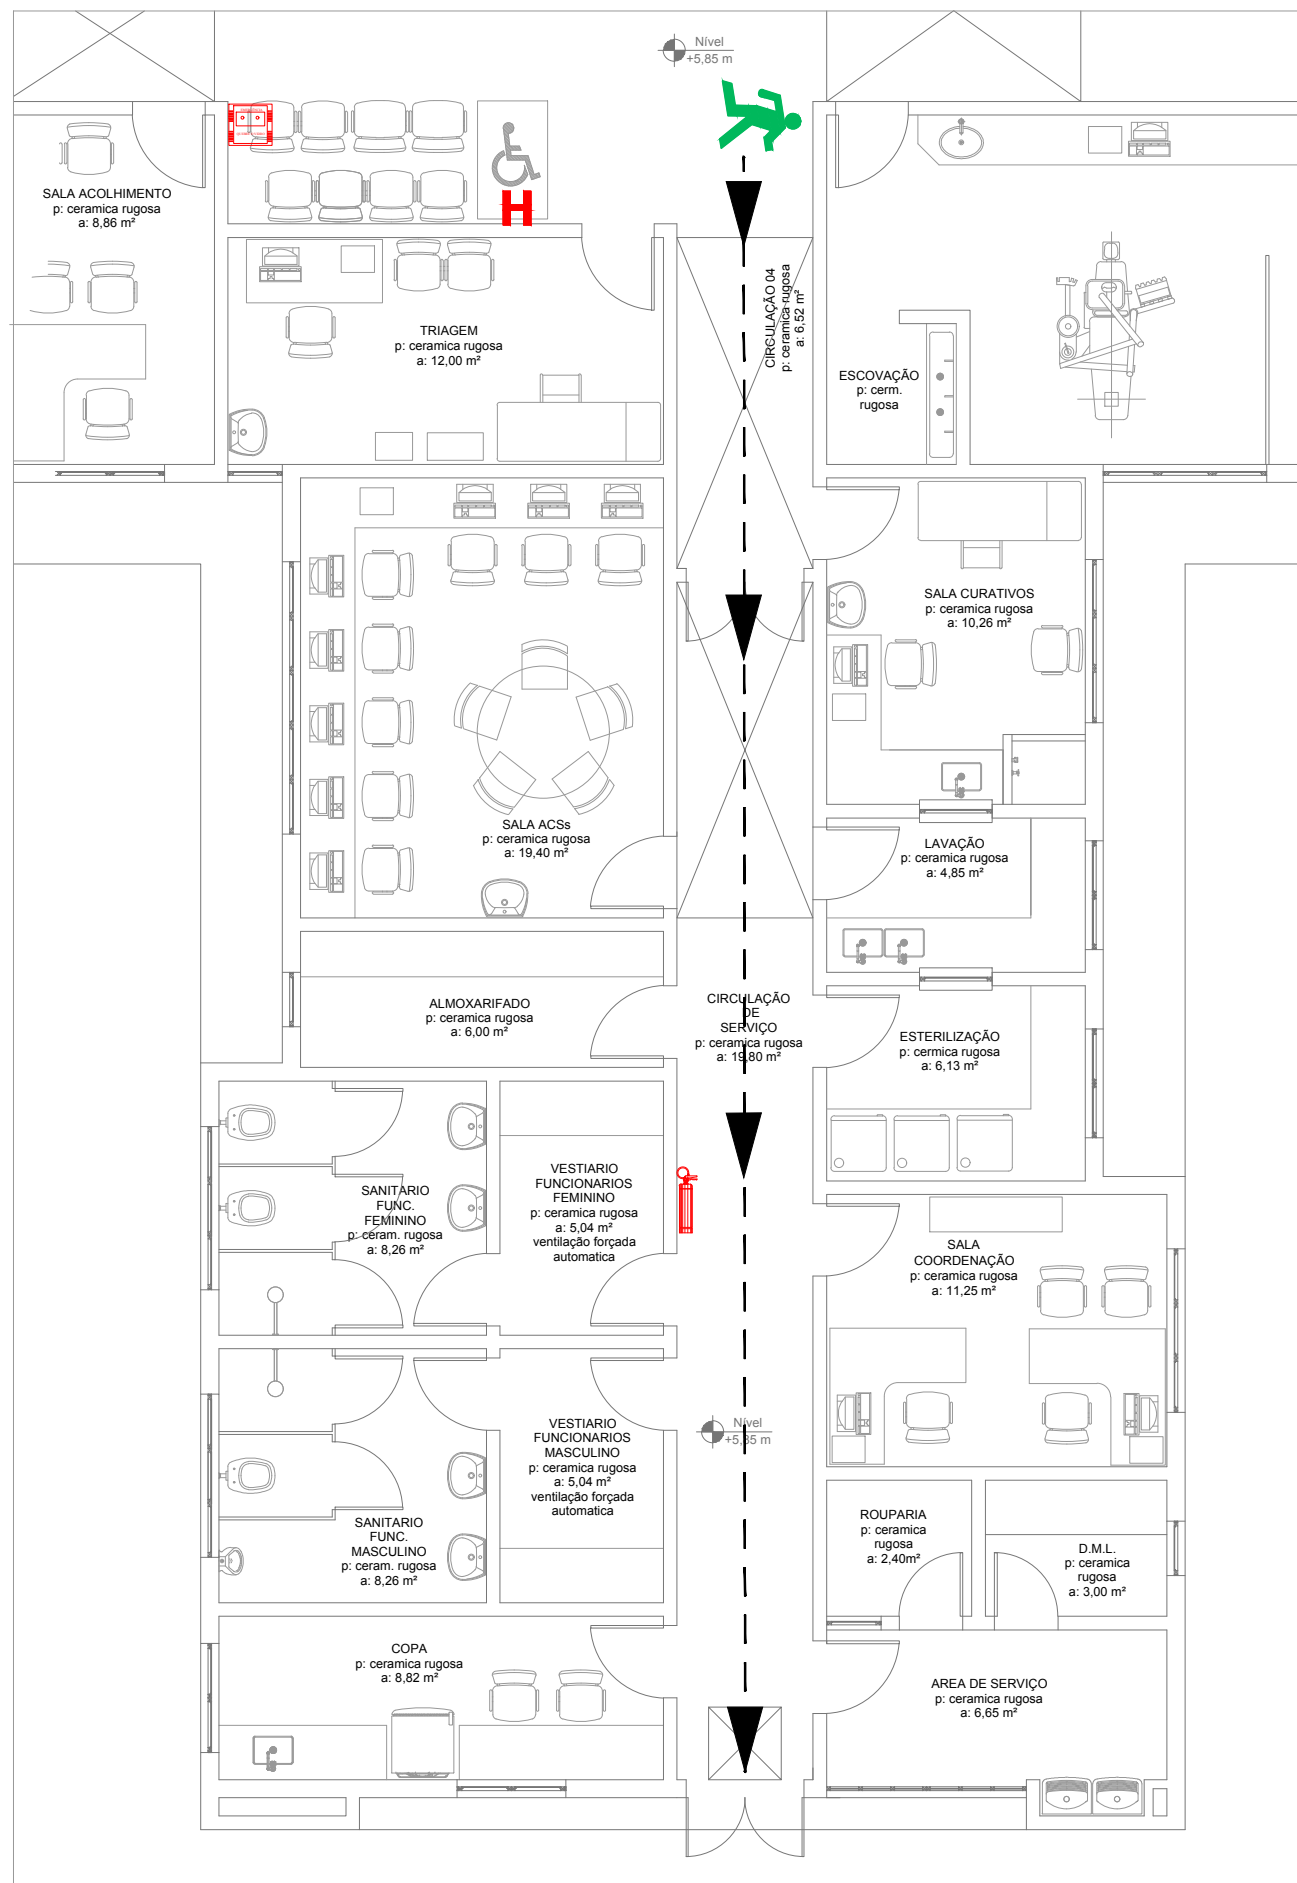 Nível
+5,85 m
SALA ACOLHIMENTO
p: ceramica rugosa
a: 8,86 m²
H
TRIAGEM
p: ceramica rugosa
a: 12,00 m²
CIRCULAÇÃO 04
p: ceramica rugosa
a: 6,52 m²
ESCOVAÇÃO
p: cerm.
rugosa
SALA CURATIVOS
p: ceramica rugosa
a: 10,26 m²
SALA ACSs
p: ceramica rugosa
a: 19,40 m²
LAVAÇÃO
p: ceramica rugosa
a: 4,85 m²
ALMOXARIFADO
p: ceramica rugosa
a: 6,00 m²
CIRCULAÇÃO
DE
SERVIÇO
p: ceramica rugosa
a: 19,80 m²
ESTERILIZAÇÃO
p: cermica rugosa
a: 6,13 m²
SANITARIO
FUNC.
FEMININO
p: ceram. rugosa
a: 8,26 m²
VESTIARIO
FUNCIONARIOS
FEMININO
p: ceramica rugosa
a: 5,04 m²
ventilação forçada
automatica
SALA
COORDENAÇÃO
p: ceramica rugosa
a: 11,25 m²
VESTIARIO
FUNCIONARIOS
MASCULINO
p: ceramica rugosa
a: 5,04 m²
ventilação forçada
automatica
Nível
+5,85 m
SANITARIO
FUNC.
MASCULINO
p: ceram. rugosa
a: 8,26 m²
ROUPARIA
p: ceramica
rugosa
a: 2,40m²
D.M.L.
p: ceramica
rugosa
a: 3,00 m²
COPA
p: ceramica rugosa
a: 8,82 m²
AREA DE SERVIÇO
p: ceramica rugosa
a: 6,65 m²